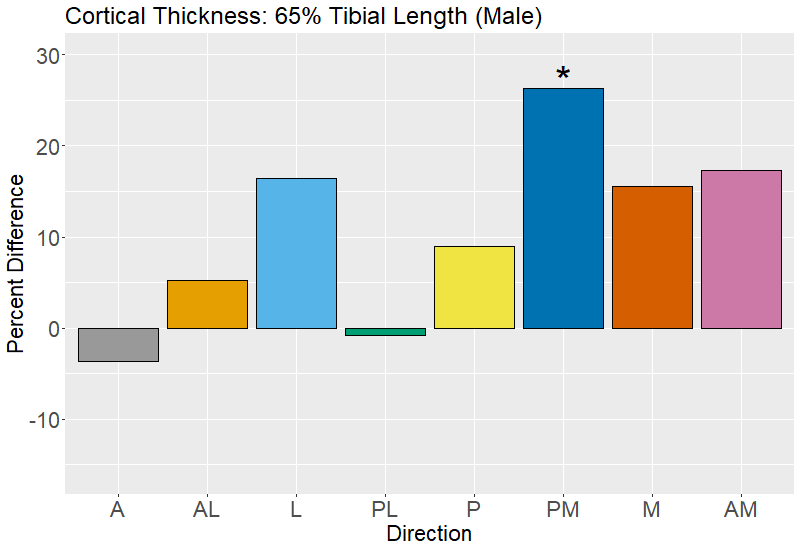 Cortical Thickness: 65% Tibial Length (Male)
30
20
10
0
-10
Percent Difference
*
A AL L PL P PM M AM
Direction